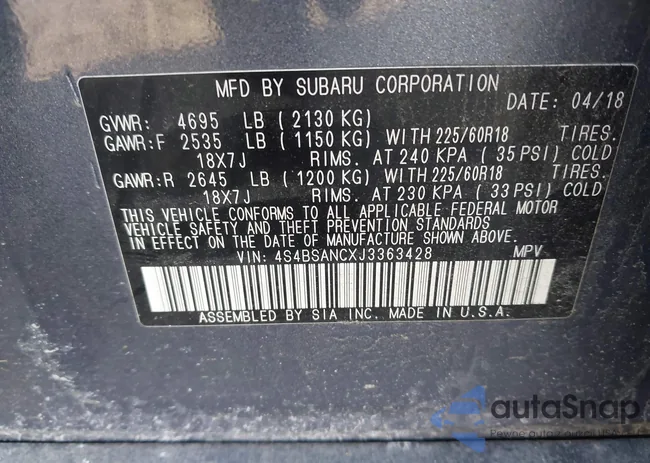 MFD BY SUBARU CORPORATION
DATE: 04/18
GVWR: 4695 LB (2130 KG)
GAWR:F 2535 LB (1150 KG) WITH 225/60R18 TIRES.
18X7J RIMS. AT 240 KPA (35 PSI) COLD
GAWR:R 2645 LB (1200 KG) WITH 225/60R18 TIRES.
18X7J RIMS. AT 230 KPA (33 PSI) COLD
THIS VEHICLE CONFORMS TO ALL APPLICABLE FEDERAL MOTOR
VEHICLE SAFETY AND THEFT PREVENTION STANDARDS
IN EFFECT ON THE DATE OF MANUFACTURE SHOWN ABOVE.
VIN: 4S4BSANCXJ3363428 MPV
ASSEMBLED BY SIA INC. MADE IN U.S.A.
autaSnap
Pewne auta